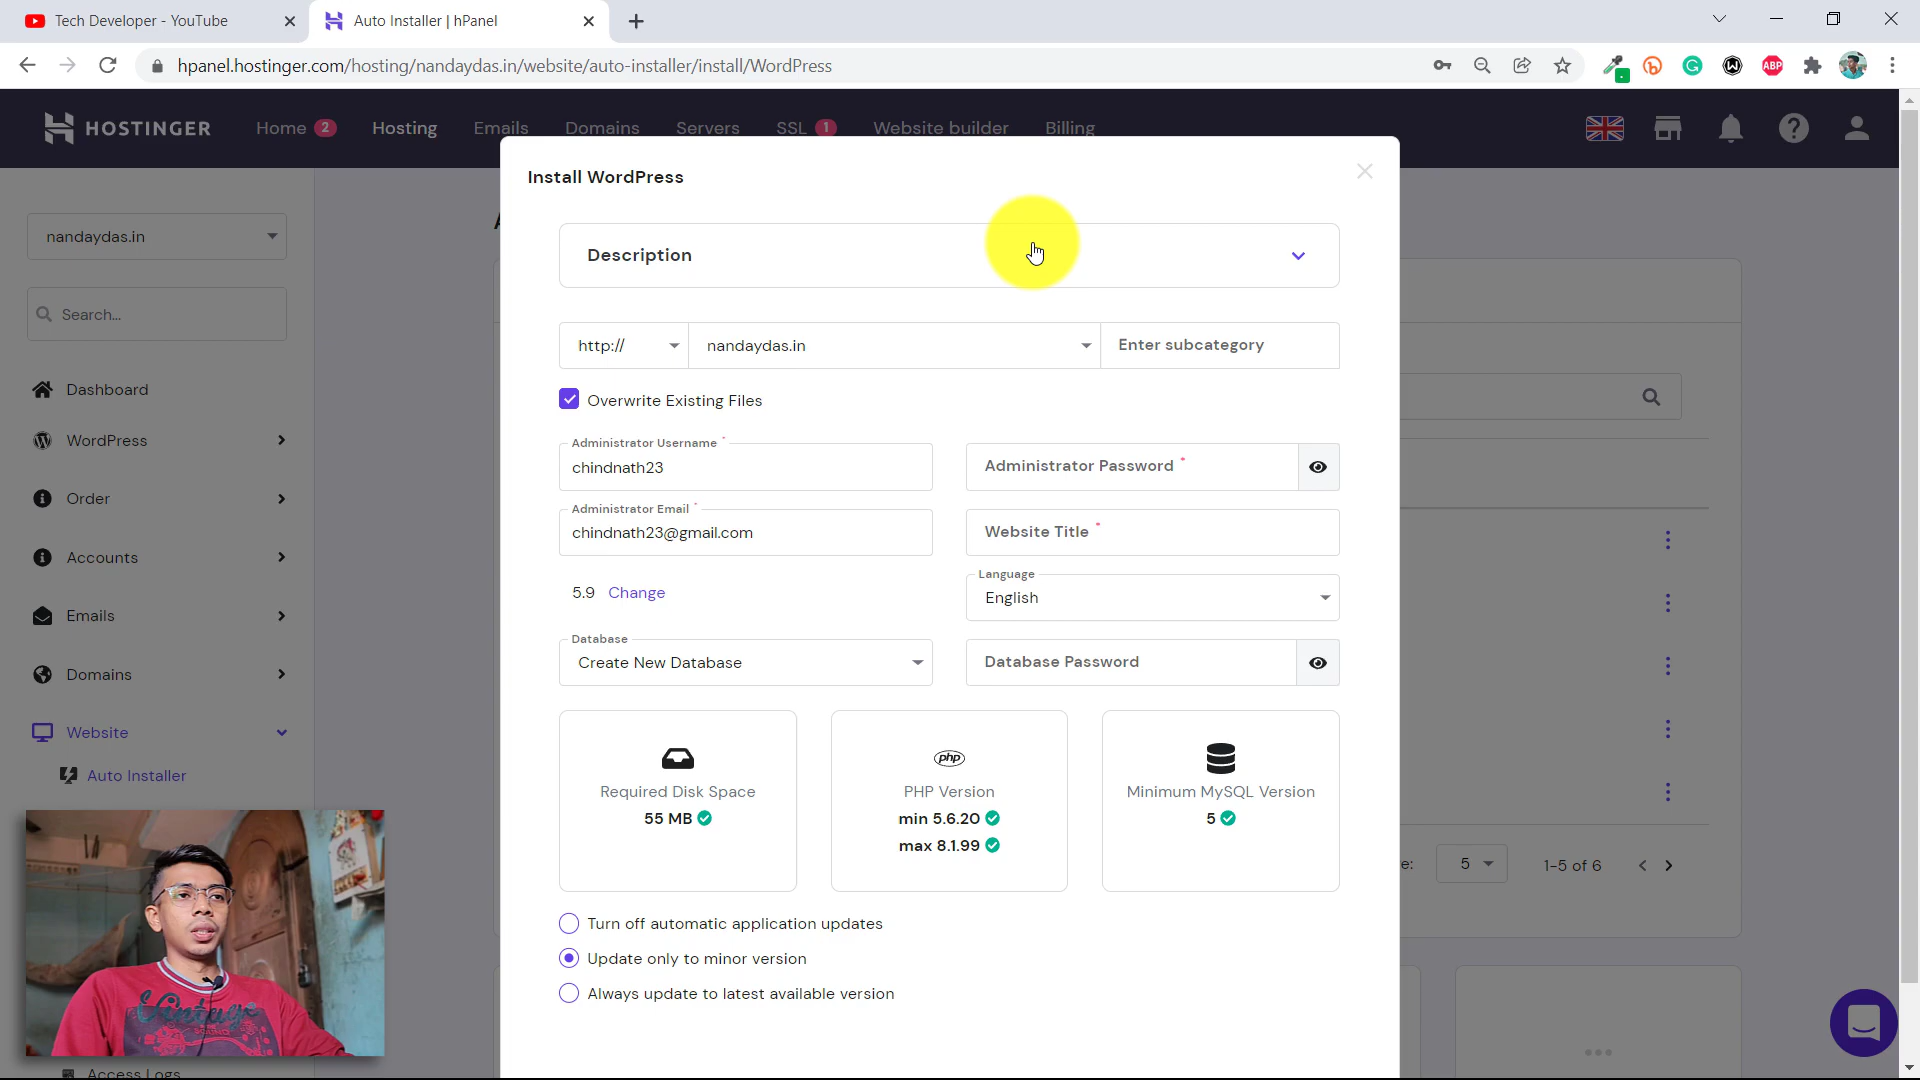 Tech Developer - YouTube
Auto Installer | hPanel
hpanel.hostinger.com/hosting/nandaydas.in/website/auto-installer/install/WordPress
ABP
HOSTINGER
Home 2
Hosting
Emails
Domains
Servers
SSL 1
Website builder
Billing
nandaydas.in
Search...
Dashboard
WordPress
Order
Accounts
Emails
Domains
Website
Auto Installer
Access Logs
Install WordPress
Description
http://
nandaydas.in
Enter subcategory
Overwrite Existing Files
Administrator Username *
chindnath23
Administrator Password *
Administrator Email *
chindnath23@gmail.com
Website Title *
5.9 Change
Language
English
Database
Create New Database
Database Password
Required Disk Space
55 MB
php
PHP Version
min 5.6.20
max 8.1.99
Minimum MySQL Version
5
Turn off automatic application updates
Update only to minor version
Always update to latest available version
5
1-5 of 6
Vintage